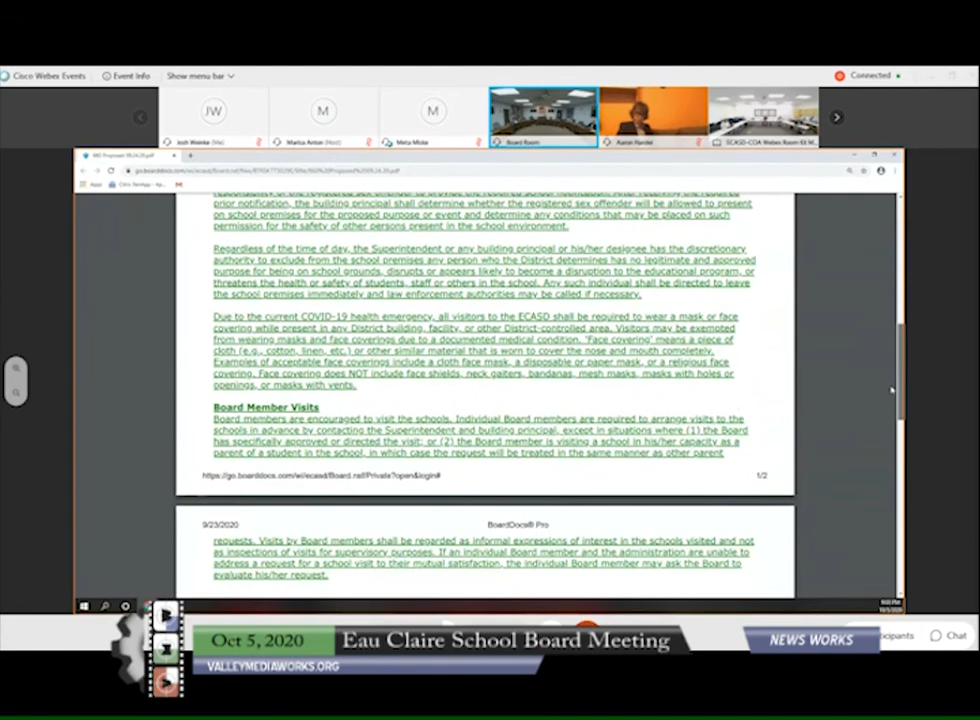 Cisco Webex Events
Event Info
Show menu bar
Connected
JW
M
M
Josh Weinke (Me)
Marisa Anton (Host)
Meta Miske
Board Room
Aaron Harder
ECASD-COA Webex Room Kit M...
Apps
prior notification, the building principal shall determine whether the registered sex offender will be allowed to present
on school premises for the proposed purpose or event and determine any conditions that may be placed on such
permission for the safety of other persons present in the school environment.
Regardless of the time of day, the Superintendent or any building principal or his/her designee has the discretionary
authority to exclude from the school premises any person who the District determines has no legitimate and approved
purpose for being on school grounds, disrupts or appears likely to become a disruption to the educational program, or
threatens the health or safety of students, staff or others in the school. Any such individual shall be directed to leave
the school premises immediately and law enforcement authorities may be called if necessary.
Due to the current COVID-19 health emergency, all visitors to the ECASD shall be required to wear a mask or face
covering while present in any District building, facility, or other District-controlled area. Visitors may be exempted
from wearing masks and face coverings due to a documented medical condition. 'Face covering' means a piece of
cloth (e.g., cotton, linen, etc.) or other similar material that is worn to cover the nose and mouth completely.
Examples of acceptable face coverings include a cloth face mask, a disposable or paper mask, or a religious face
covering. Face covering does NOT include face shields, neck gaiters, bandanas, mesh masks, masks with holes or
openings, or masks with vents.
Board Member Visits
Board members are encouraged to visit the schools. Individual Board members are required to arrange visits to the
schools in advance by contacting the Superintendent and building principal, except in situations where (1) the Board
has specifically approved or directed the visit; or (2) the Board member is visiting a school in his/her capacity as a
parent of a student in the school, in which case the request will be treated in the same manner as other parent
https://go.boarddocs.com/wi/ecasd/Board.nsf/Private?open&login#
1/2
9/23/2020
BoardDocs® Pro
requests. Visits by Board members shall be regarded as informal expressions of interest in the schools visited and not
as inspections of visits for supervisory purposes. If an individual Board member and the administration are unable to
address a request for a school visit to their mutual satisfaction, the individual Board member may ask the Board to
evaluate his/her request.
Oct 5, 2020
Eau Claire School Board Meeting
NEWS WORKS
Chat
VALLEYMEDIAWORKS.ORG